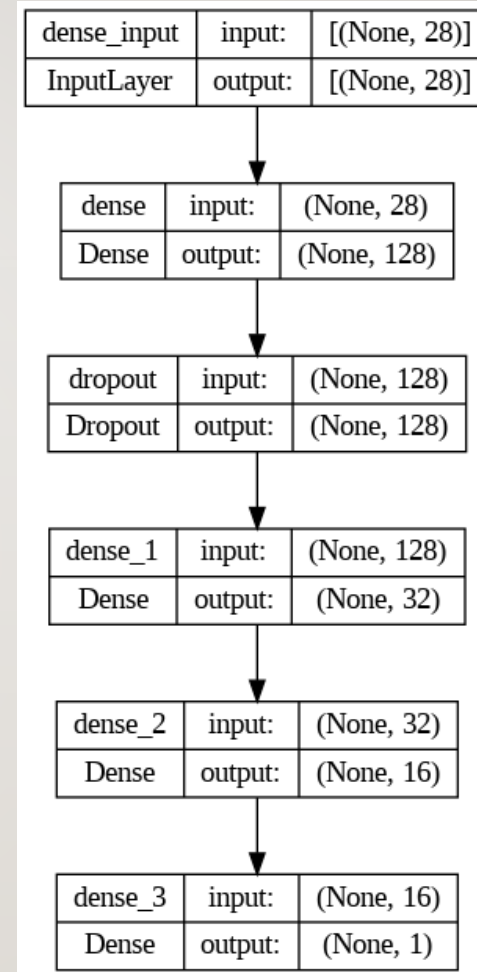 dense_input input: [(None, 28)]
InputLayer output: [(None, 28)]
dense input: (None, 28)
Dense output: (None, 128)
dropout input: (None, 128)
Dropout output: (None, 128)
dense_1 input: (None, 128)
Dense output: (None, 32)
dense_2 input: (None, 32)
Dense output: (None, 16)
dense_3 input: (None, 16)
Dense output: (None, 1)